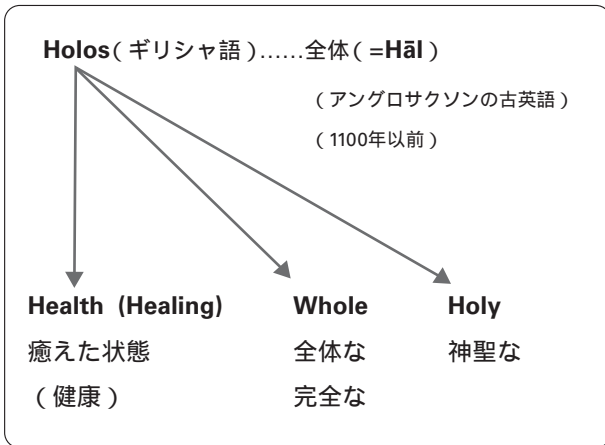 Holos(ギリシャ語)……全体(=Hāl)
(アングロサクソンの古英語)
(1100年以前)
Health (Healing) Whole Holy
癒えた状態 全体な 神聖な
(健康) 完全な